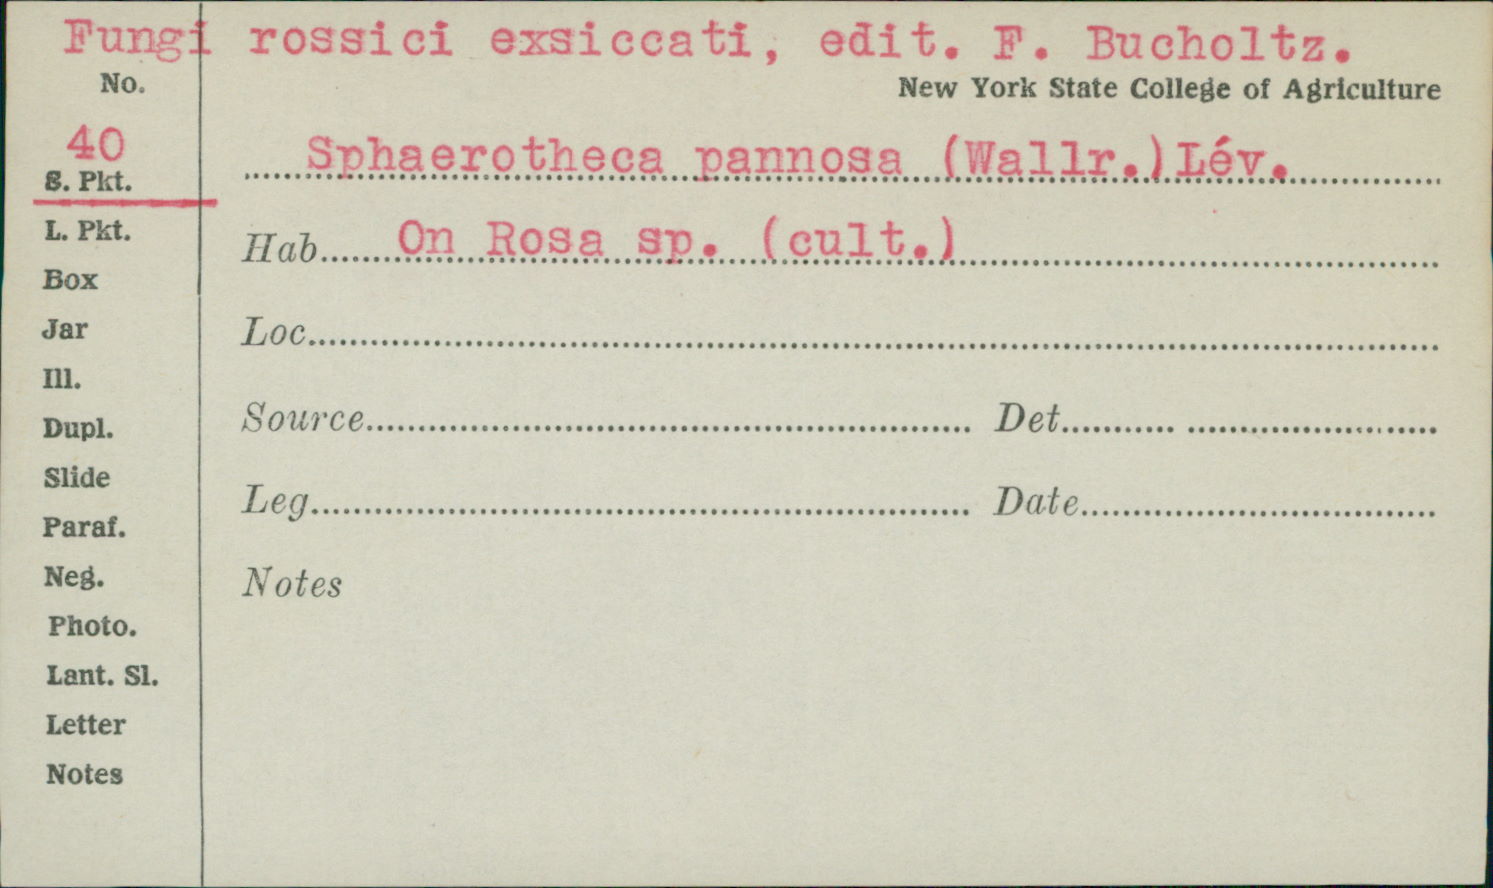 Fungi rossici exsiccati, edit. F. Bucholtz.
No.
New York State College of Agriculture
40
Sphaerotheca pannosa (Wallr.)Lév.
S. Pkt.
L. Pkt.
Hab. On Rosa sp. (cult.)
Box
Jar
Loc.
Ill.
Dupl.
Source Det.
Slide
Leg. Date
Paraf.
Neg.
Notes
Photo.
Lant. Sl.
Letter
Notes